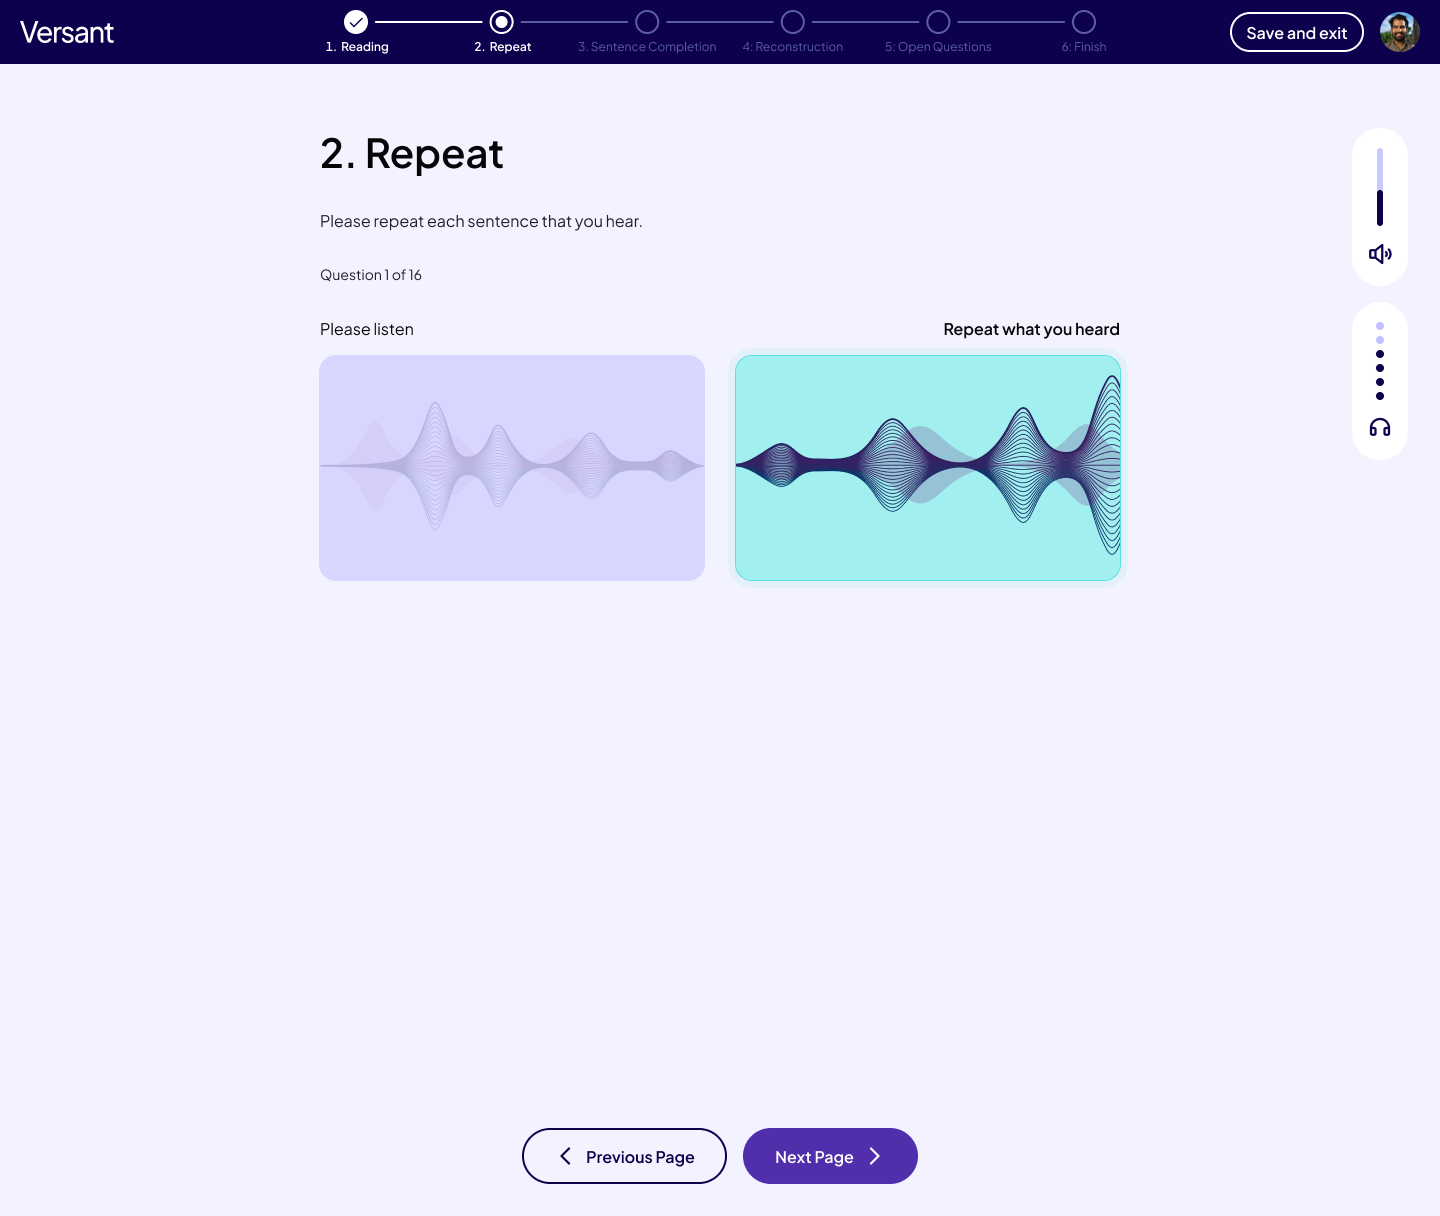 Versant
1. Reading
2. Repeat
3. Sentence Completion
4: Reconstruction
5: Open Questions
6: Finish
Save and exit
2. Repeat
Please repeat each sentence that you hear.
Question 1 of 16
Please listen
Repeat what you heard
Previous Page
Next Page